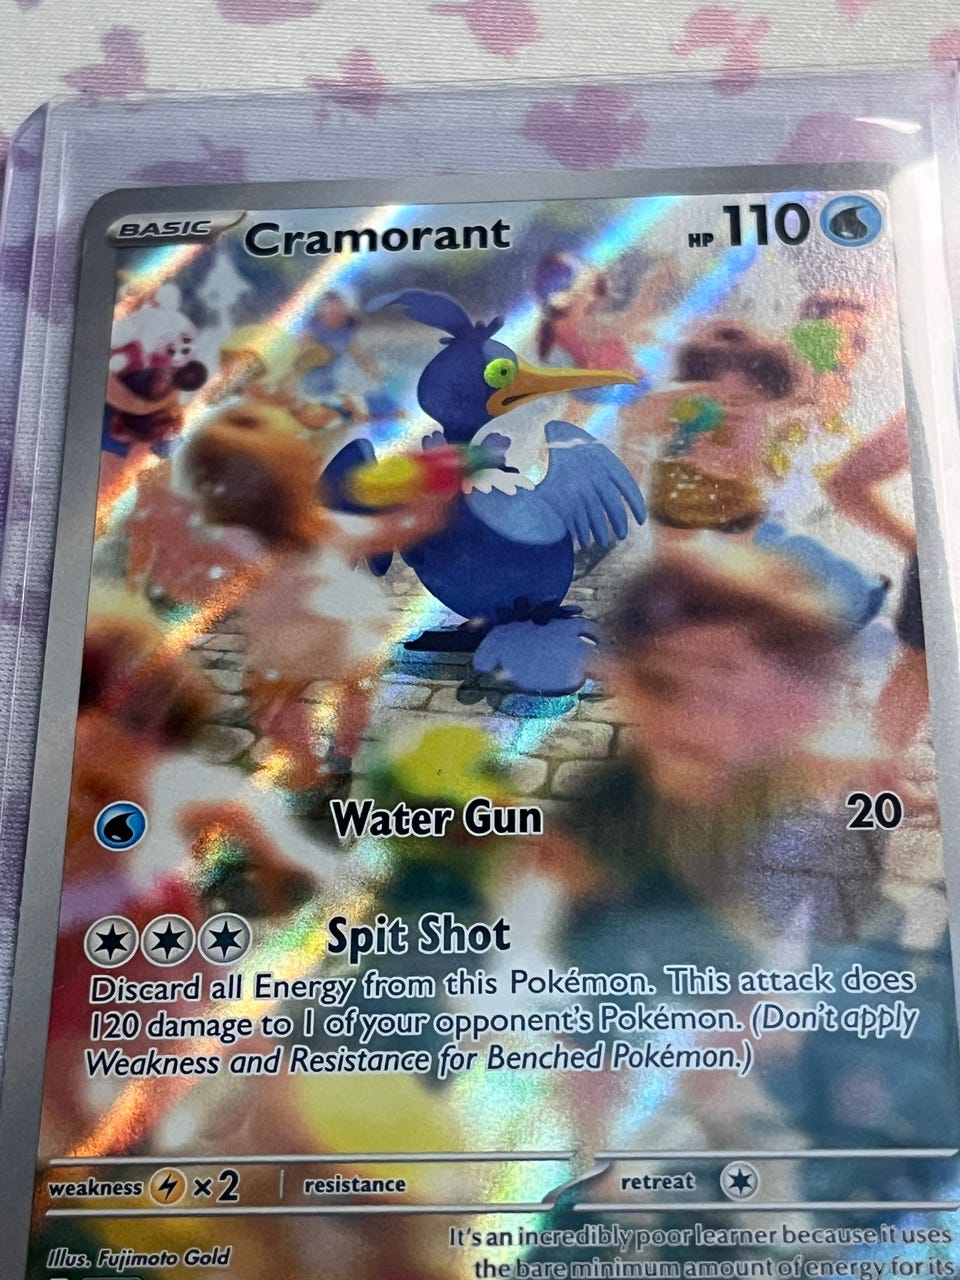 BASIC Cramorant HP 110
Water Gun 20
Spit Shot
Discard all Energy from this Pokémon. This attack does
120 damage to 1 of your opponent's Pokémon. (Don't apply
Weakness and Resistance for Benched Pokémon.)
weakness ×2 resistance retreat
Illus. Fujimoto Gold
It's an incredibly poor learner because it uses
the bare minimum amount of energy for its